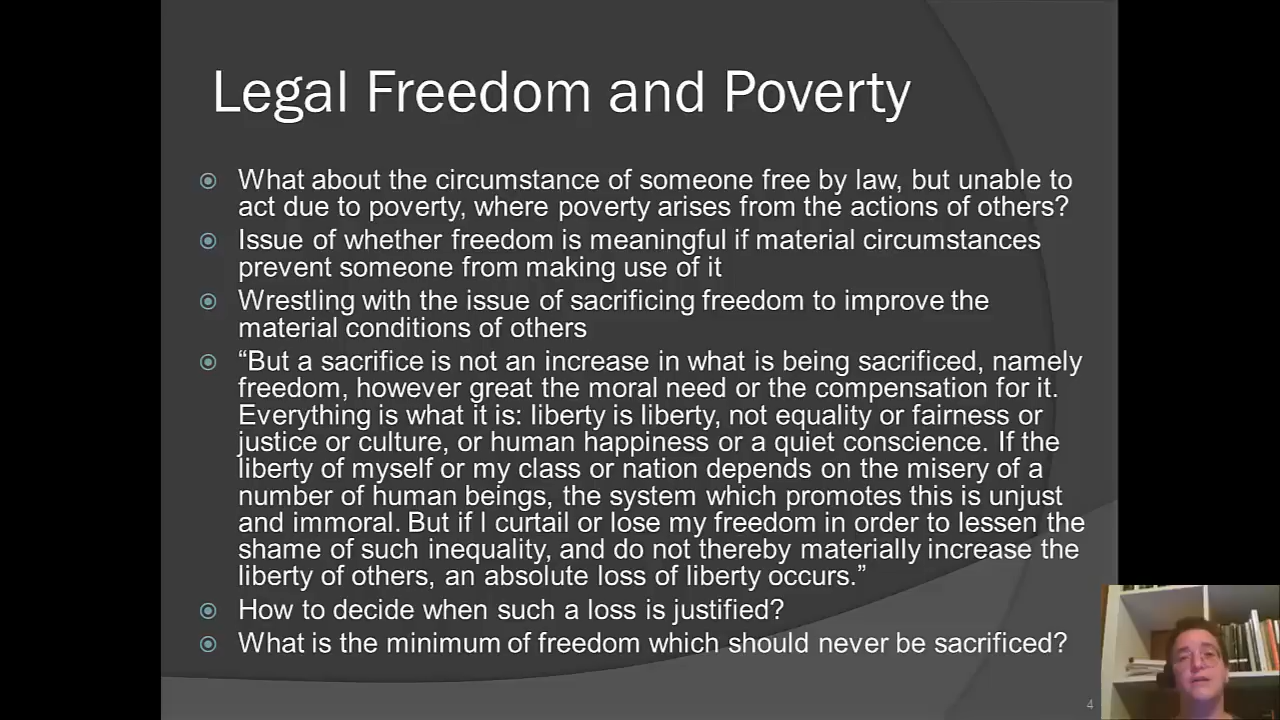 Legal Freedom and Poverty
What about the circumstance of someone free by law, but unable to
act due to poverty, where poverty arises from the actions of others?
Issue of whether freedom is meaningful if material circumstances
prevent someone from making use of it
Wrestling with the issue of sacrificing freedom to improve the
material conditions of others
“But a sacrifice is not an increase in what is being sacrificed, namely
freedom, however great the moral need or the compensation for it.
Everything is what it is: liberty is liberty, not equality or fairness or
justice or culture, or human happiness or a quiet conscience. If the
liberty of myself or my class or nation depends on the misery of a
number of human beings, the system which promotes this is unjust
and immoral. But if I curtail or lose my freedom in order to lessen the
shame of such inequality, and do not thereby materially increase the
liberty of others, an absolute loss of liberty occurs.”
How to decide when such a loss is justified?
What is the minimum of freedom which should never be sacrificed?
4